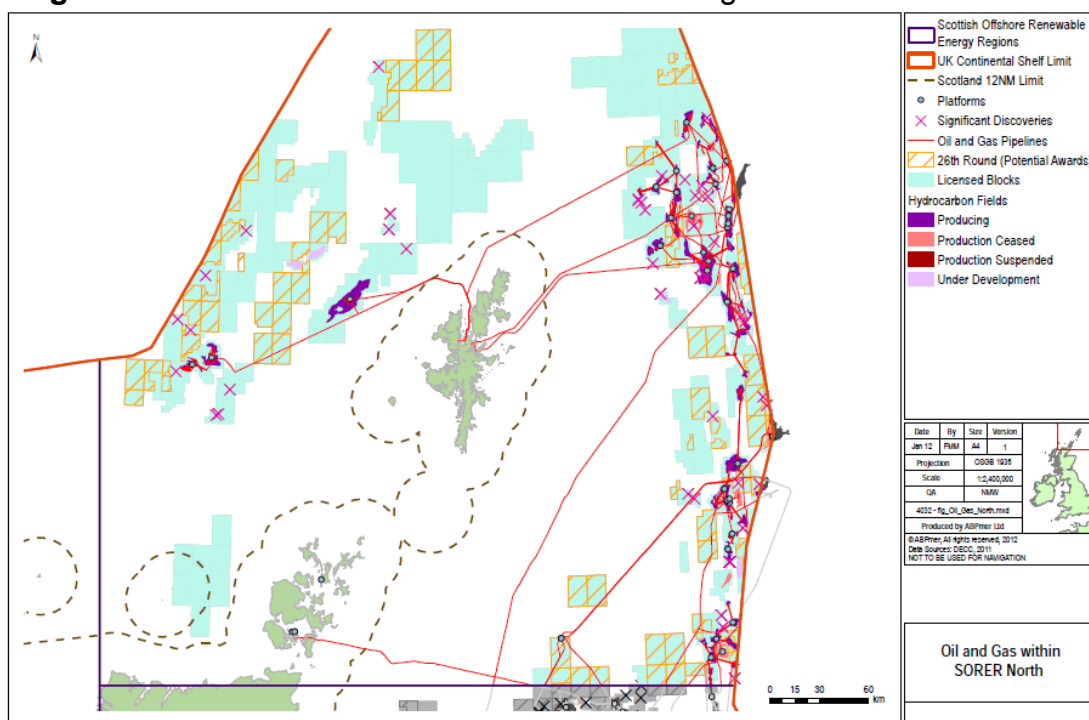 N
Scottish Offshore Renewable
Energy Regions
UK Continental Shelf Limit
Scotland 12NM Limit
Platforms
Significant Discoveries
Oil and Gas Pipelines
26th Round (Potential Awards
Licensed Blocks
Hydrocarbon Fields
Producing
Production Ceased
Production Suspended
Under Development
Date By Size Version
Jan 12 FMM A4 1
Projection OSGB 1936
Scale 1:2,400,000
QA NMW
4032 - fig_Oil_Gas_North.mxd
Produced by ABPmer Ltd
©ABPmer, All rights reserved, 2012
Data Sources: DECC, 2011
NOT TO BE USED FOR NAVIGATION
0 15 30 60
km
Oil and Gas within
SORER North